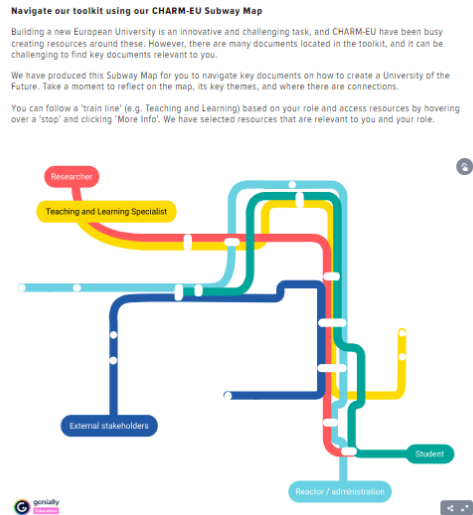 Navigate our toolkit using our CHARM-EU Subway Map
Building a new European University is an innovative and challenging task, and CHARM-EU have been busy
creating resources around these. However, there are many documents located in the toolkit, and it can be
challenging to find key documents relevant to you.
We have produced this Subway Map for you to navigate key documents on how to create a University of the
Future. Take a moment to reflect on the map, its key themes, and where there are connections.
You can follow a 'train line' (e.g. Teaching and Learning) based on your role and access resources by hovering
over a 'stop' and clicking 'More Info'. We have selected resources that are relevant to you and your role.
Researcher
Teaching and Learning Specialist
External stakeholders
Student
Reactor / administration
genially